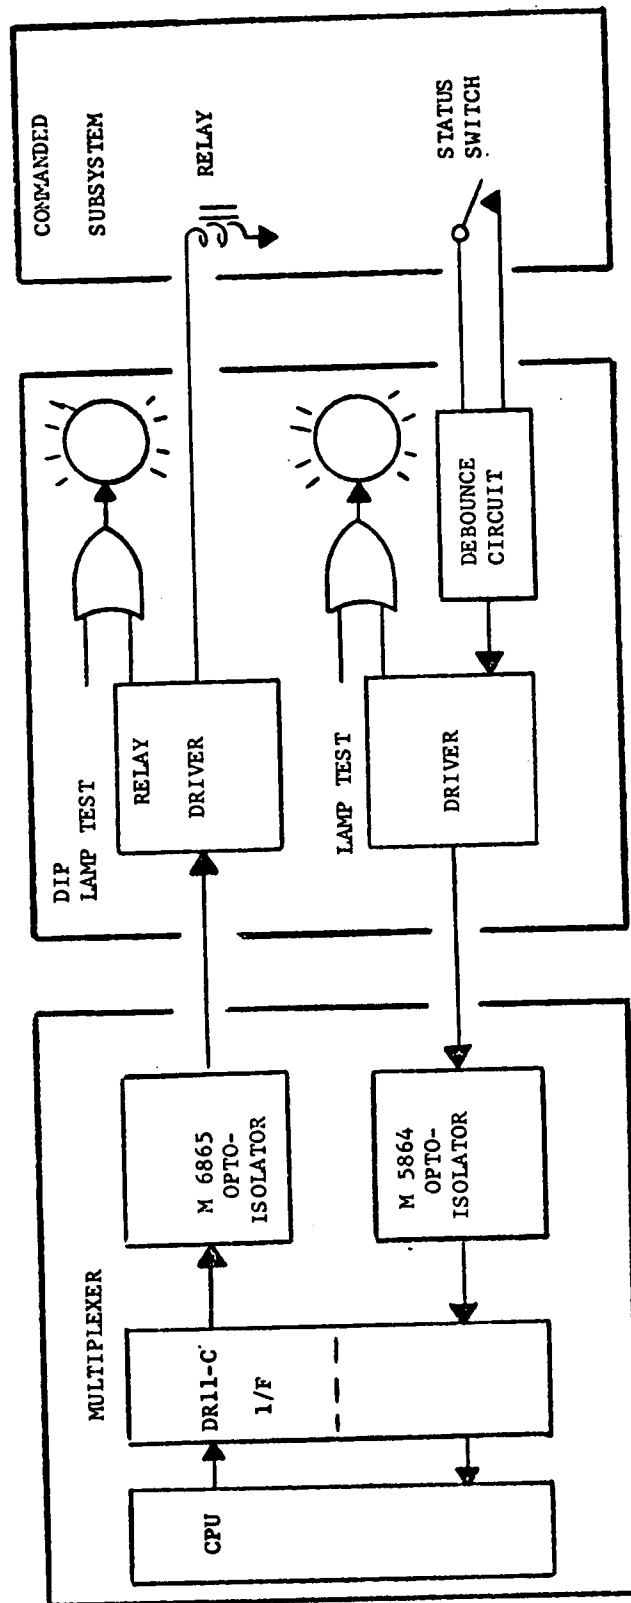 MULTIPLEXER
CPU
DR11-C
1/F
M 6865
OPTO-
ISOLATOR
M 5864
OPTO-
ISOLATOR
DIP
LAMP TEST
RELAY
DRIVER
LAMP TEST
DRIVER
DEBOUNCE
CIRCUIT
COMMANDED
SUBSYSTEM
RELAY
STATUS
SWITCH